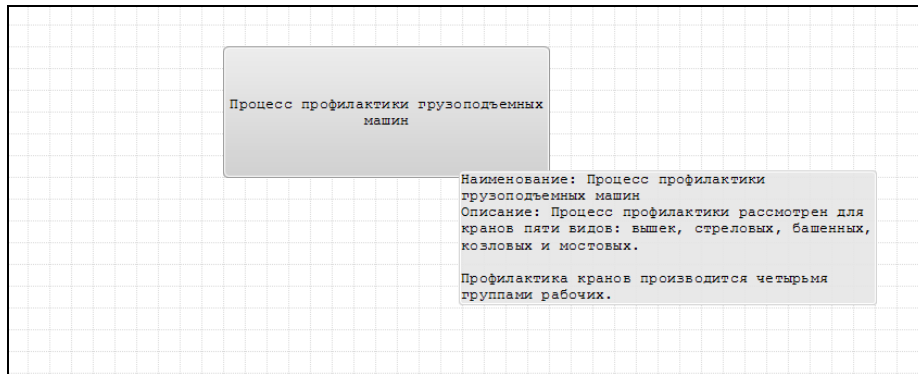 Процесс профилактики грузоподъемных
машин
Наименование: Процесс профилактики
грузоподъемных машин
Описание: Процесс профилактики рассмотрен для
кранов пяти видов: вышек, стреловых, башенных,
козловых и мостовых.
Профилактика кранов производится четырьмя
группами рабочих.